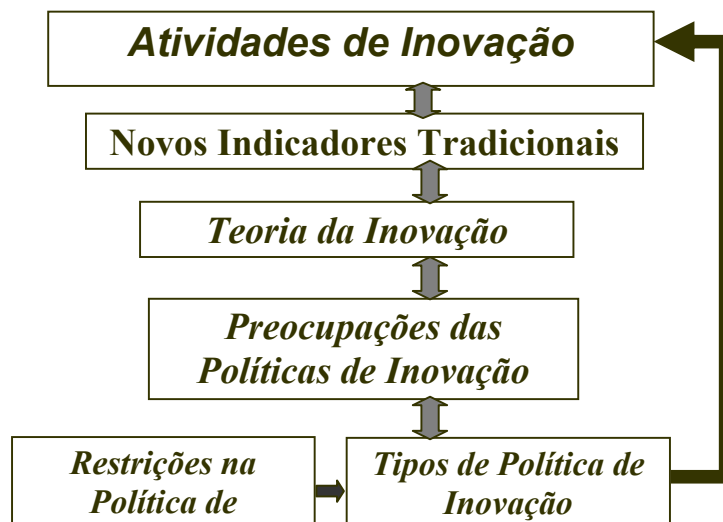 Atividades de Inovação
Novos Indicadores Tradicionais
Teoria da Inovação
Preocupações das
Políticas de Inovação
Restrições na
Política de
Tipos de Política de
Inovação